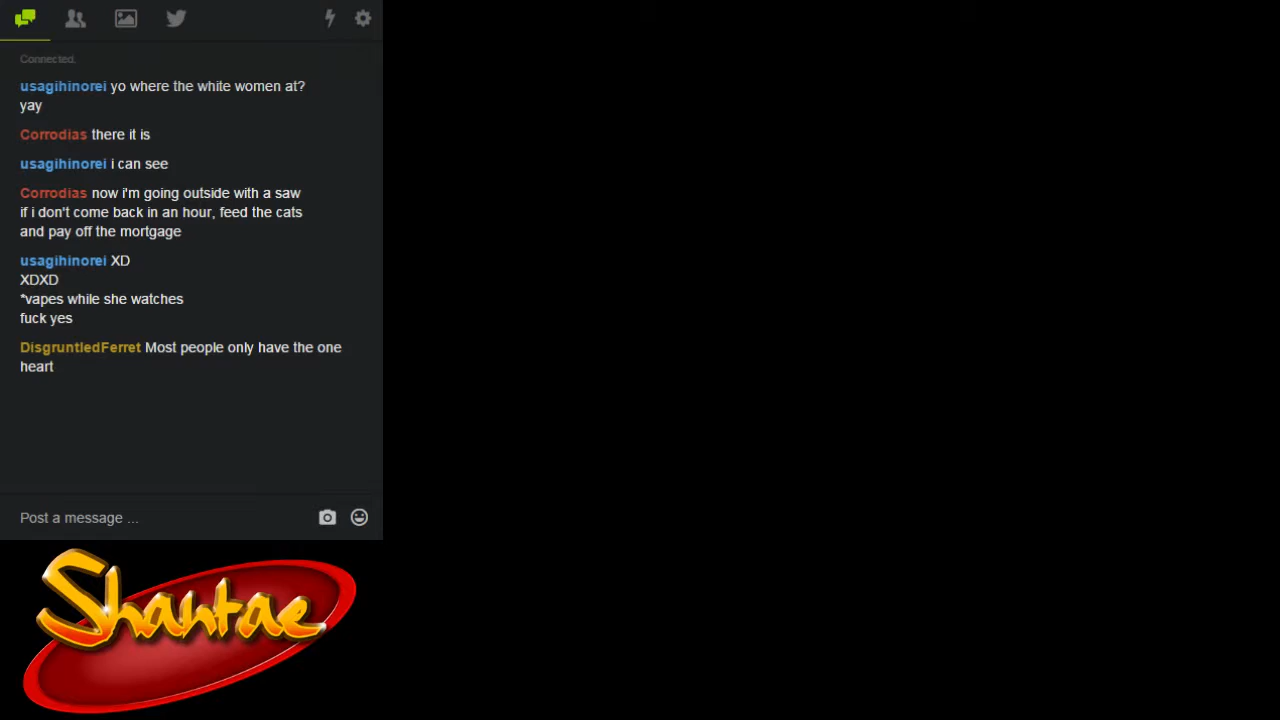 Connected.
usagihinorei yo where the white women at?
yay
Corrodias there it is
usagihinorei i can see
Corrodias now i'm going outside with a saw
if i don't come back in an hour, feed the cats
and pay off the mortgage
usagihinorei XD
XDXD
*vapes while she watches
fuck yes
DisgruntledFerret Most people only have the one
heart
Post a message ...
Shantae